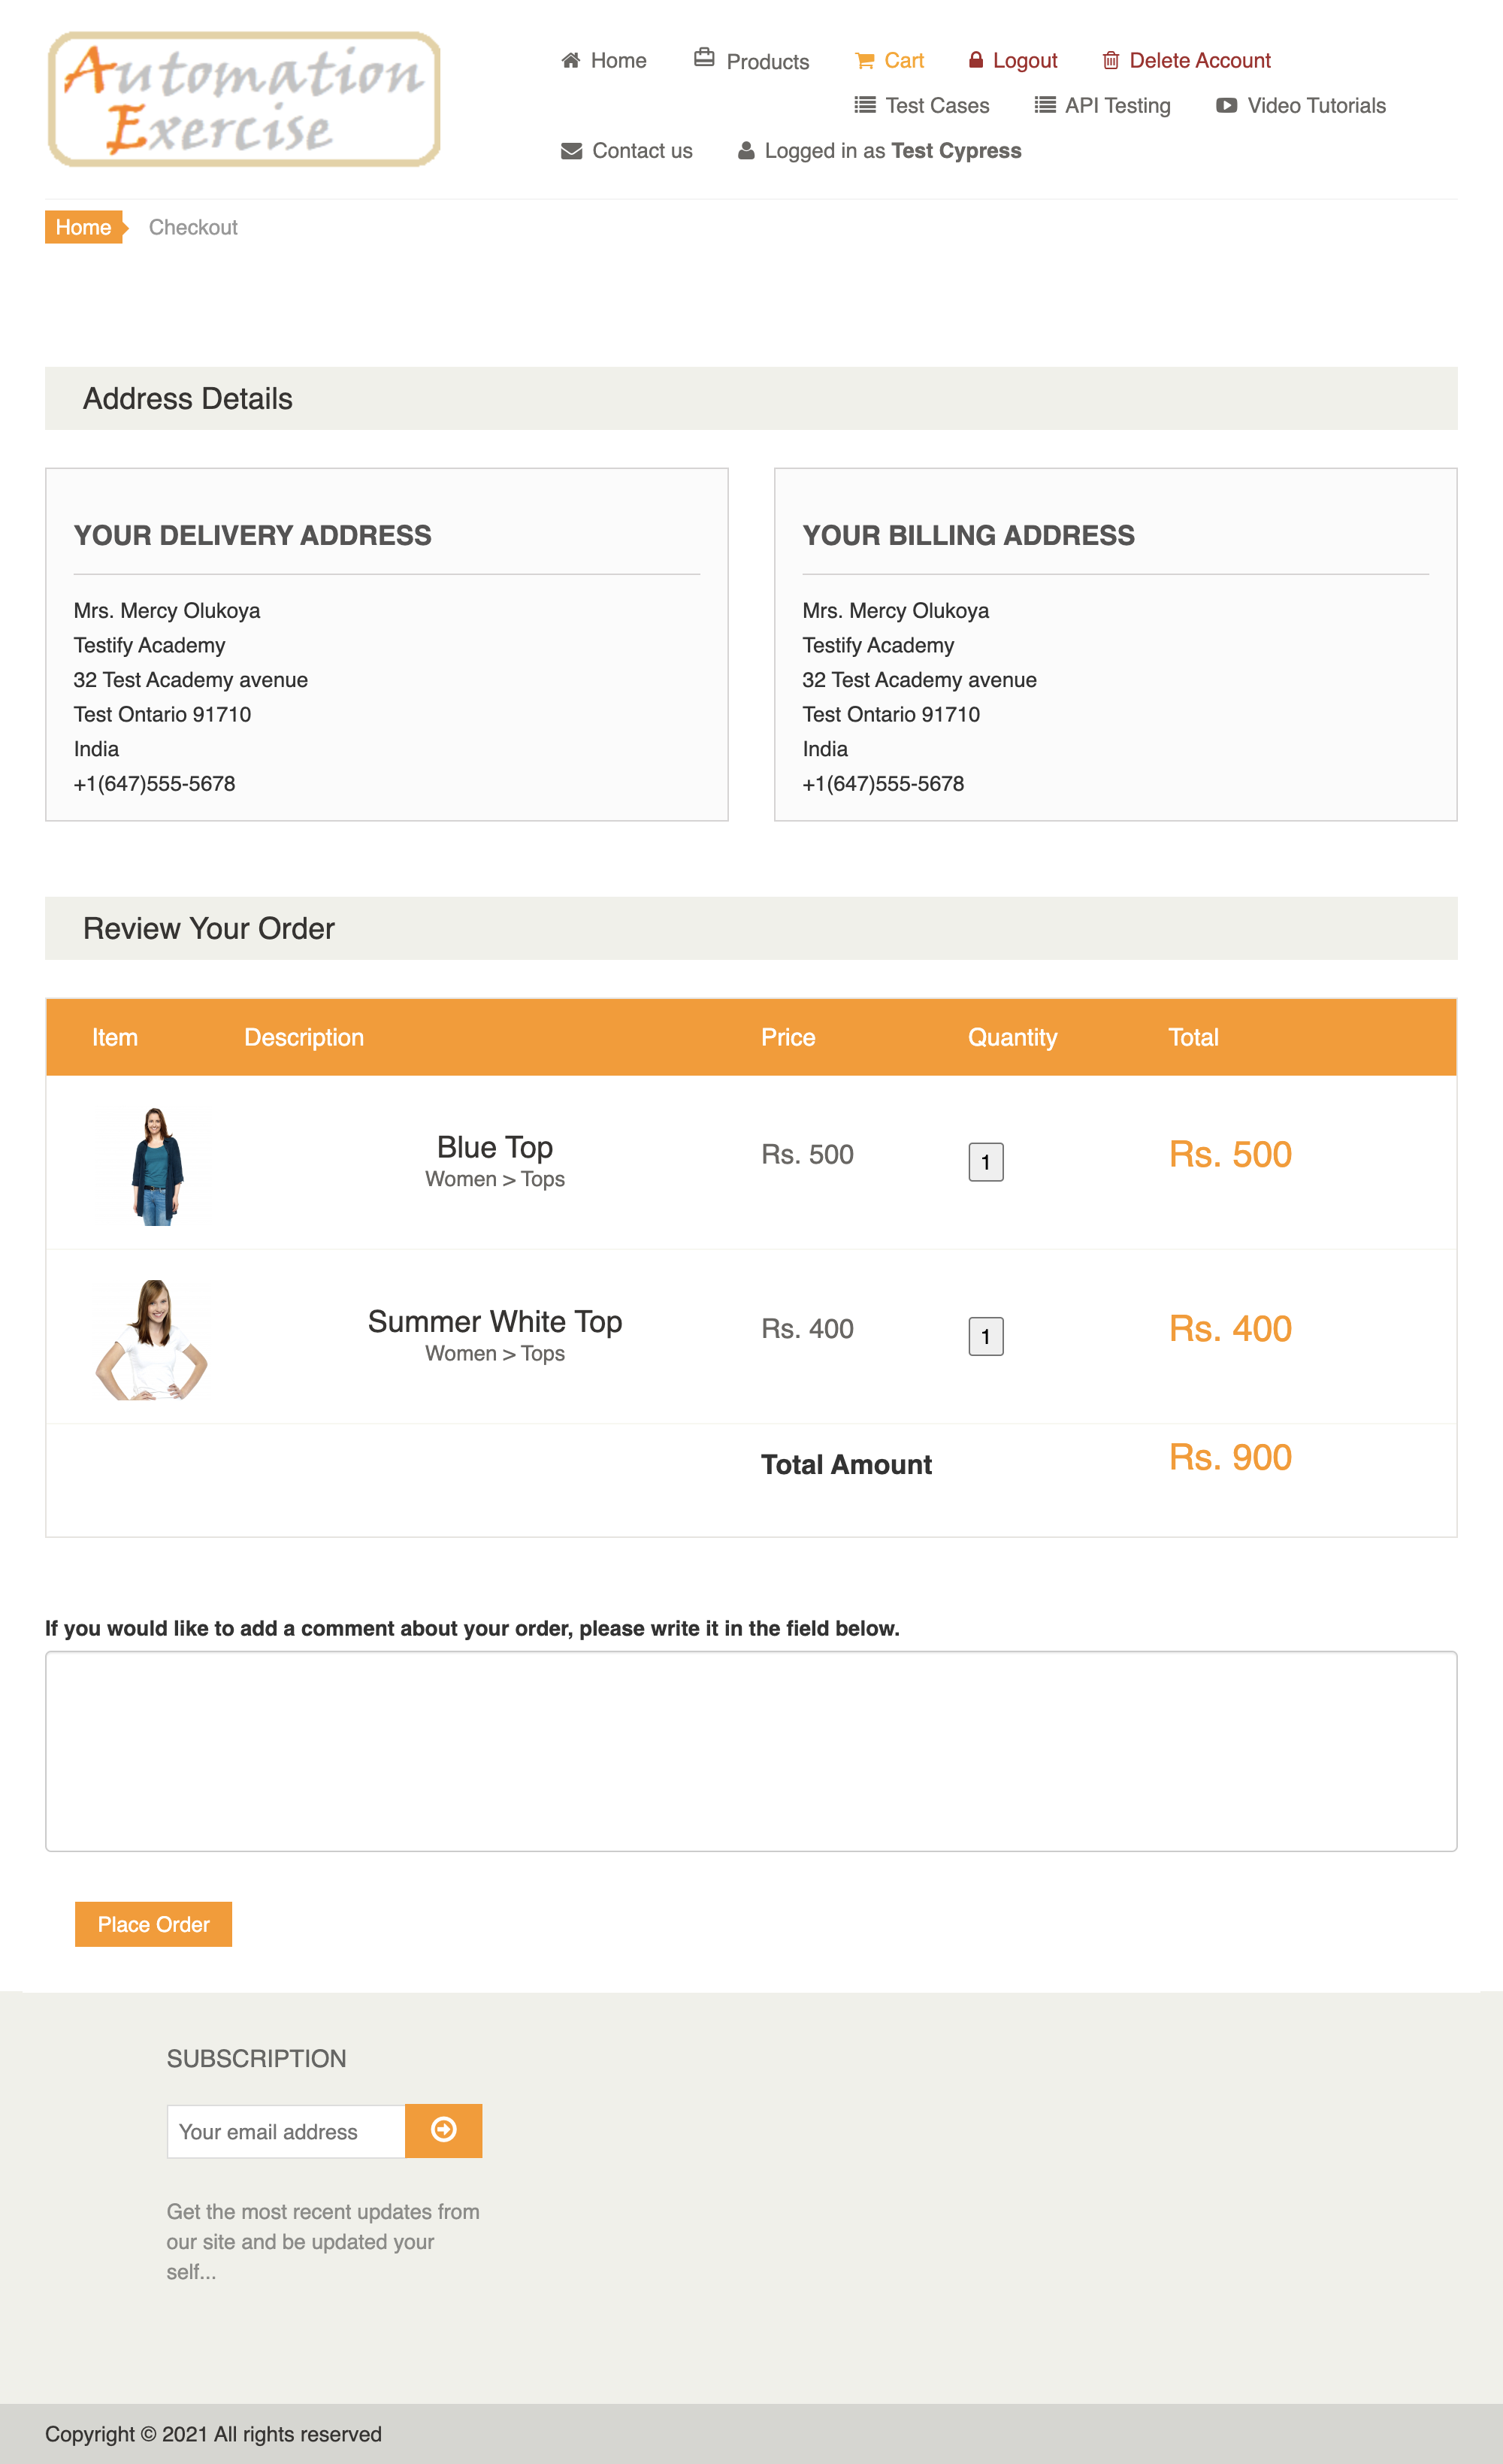 Automation
Exercise
Home Products Cart Logout Delete Account
Test Cases API Testing Video Tutorials
Contact us Logged in as Test Cypress
Home Checkout
Address Details
YOUR DELIVERY ADDRESS
Mrs. Mercy Olukoya
Testify Academy
32 Test Academy avenue
Test Ontario 91710
India
+1(647)555-5678
YOUR BILLING ADDRESS
Mrs. Mercy Olukoya
Testify Academy
32 Test Academy avenue
Test Ontario 91710
India
+1(647)555-5678
Review Your Order
Item Description Price Quantity Total
Blue Top
Women > Tops
Rs. 500 1 Rs. 500
Summer White Top
Women > Tops
Rs. 400 1 Rs. 400
Total Amount Rs. 900
If you would like to add a comment about your order, please write it in the field below.
Place Order
SUBSCRIPTION
Your email address
Get the most recent updates from
our site and be updated your
self...
Copyright © 2021 All rights reserved